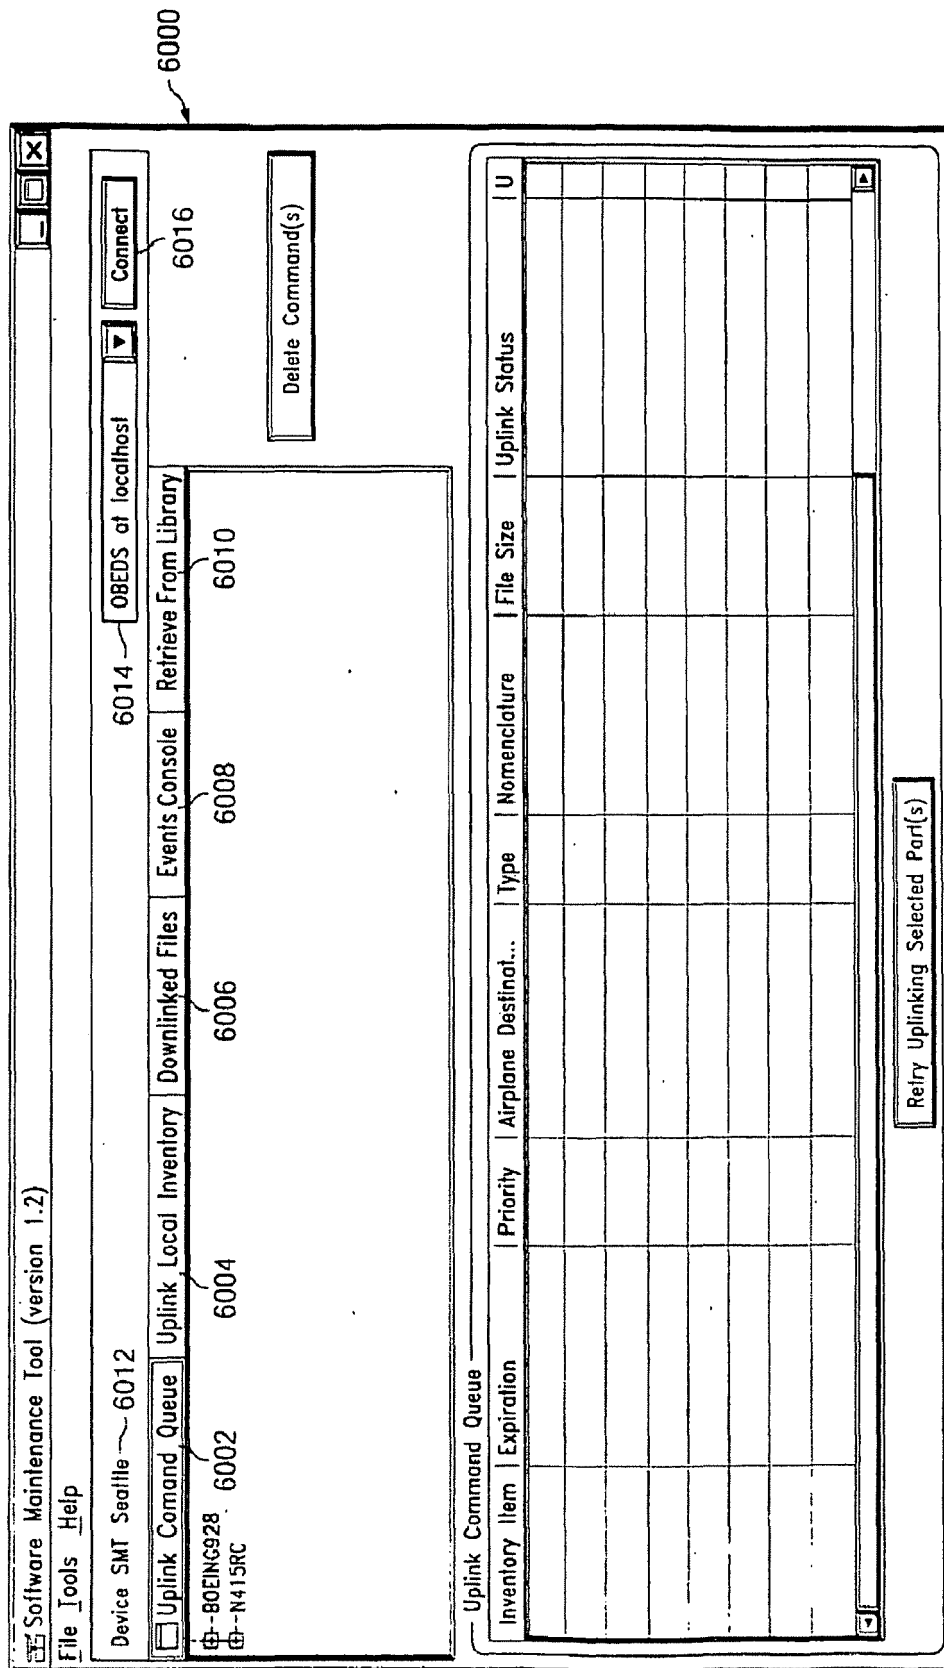 Software Maintenance Tool (version 1.2)
File Tools Help
6000
Device SMT Seattle 6012
6014 OBEDS at localhost
Connect
6016
Uplink Comand Queue
Uplink Local Inventory
Downlinked Files
Events Console
Retrieve From Library
6002
6004
6006
6008
6010
BOEING928
N415RC
Delete Command(s)
Uplink Command Queue
Inventory Item
Expiration
Priority
Airplane Destinat...
Type
Nomenclature
File Size
Uplink Status
U
Retry Uplinking Selected Part(s)